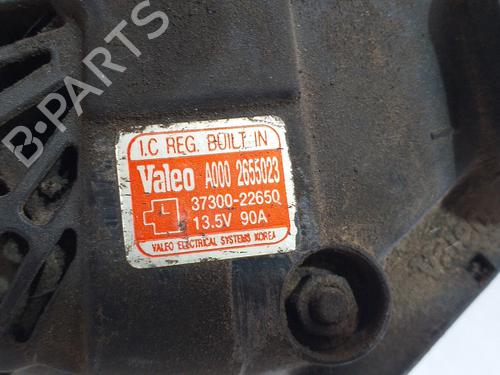 I.C REG. BUILT IN
Valeo A000 2655023
37300-22650
13.5V 90A
VALEO ELECTRICAL SYSTEMS KOREA
B-PARTS